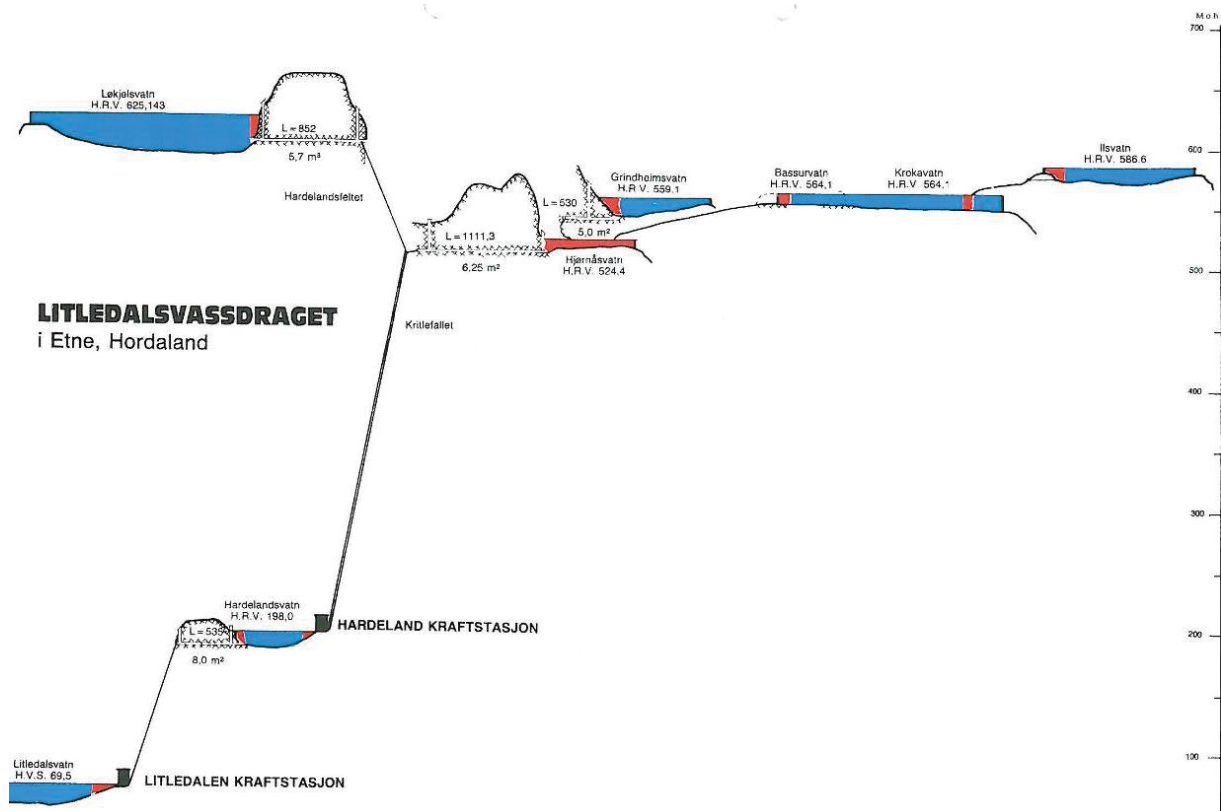 M o h
700
Løkjelsvatn
H.R.V. 625,143
L = 852
5,7 m²
600
Ilsvatn
H.R.V. 586.6
Bassurvatn
H.R.V. 564,1
Krokavatn
H.R.V 564,1
Grindheimsvatn
H.R V. 559.1
L = 530
5,0 m²
Hardelandsfeltet
L = 1111,3
6,25 m²
Hjørnåsvatn
H.R.V. 524,4
500
LITLEDALSVASSDRAGET
i Etne, Hordaland
Kritlefallet
400
300
Hardelandsvatn
H.R.V. 198,0
HARDELAND KRAFTSTASJON
L = 535
8,0 m²
200
100
Litledalsvatn
H.V.S. 69,5
LITLEDALEN KRAFTSTASJON